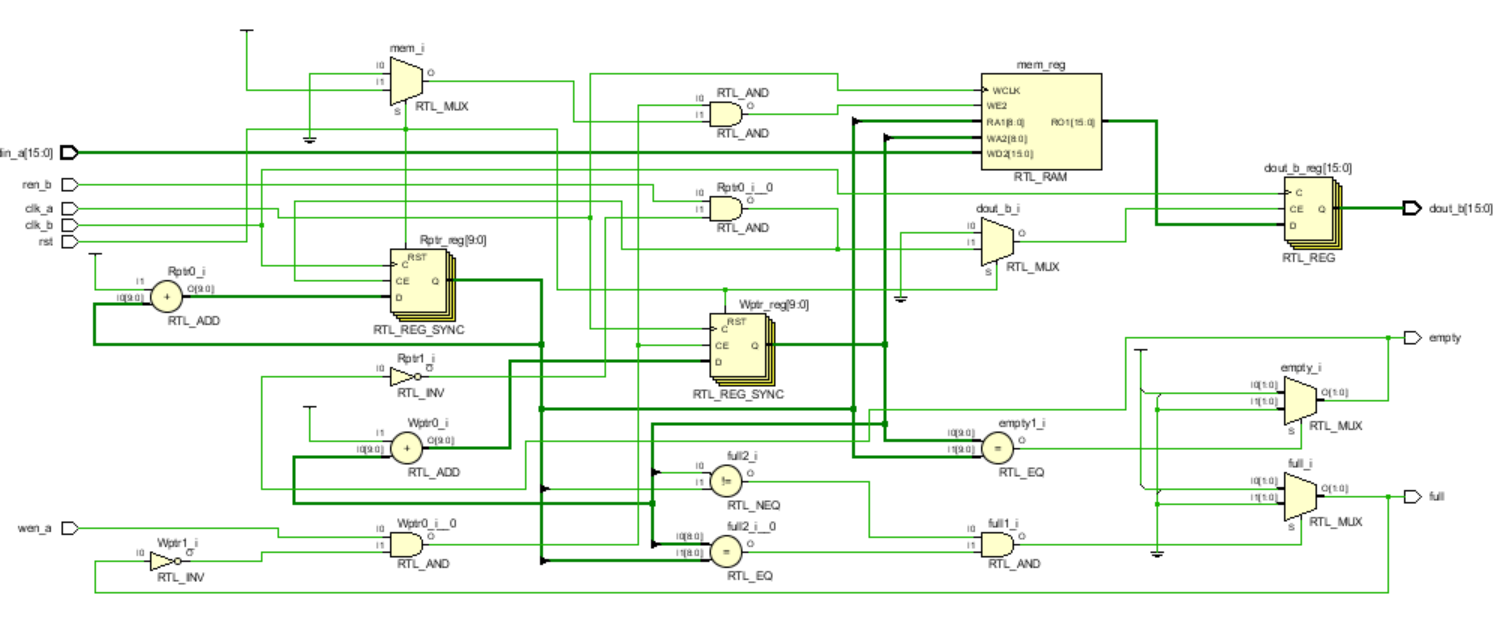 mem_i
I0
I1
O
S
RTL_MUX
RTL_AND
I0
I1
O
RTL_AND
mem_reg
WCLK
WE2
RA1[8:0]
WA2[8:0]
WD2[15:0]
RO1[15:0]
RTL_RAM
in_a[15:0]
ren_b
clk_a
clk_b
rst
Rptr0_i__0
I0
I1
O
RTL_AND
dout_b_i
I0
I1
O
S
RTL_MUX
dout_b_reg[15:0]
C
CE
D
Q
RTL_REG
dout_b[15:0]
Rptr0_i
I1
I0[9:0]
+
O[9:0]
RTL_ADD
Rptr_reg[9:0]
RST
C
CE
D
Q
RTL_REG_SYNC
Wptr_reg[9:0]
RST
C
CE
D
Q
RTL_REG_SYNC
Rptr1_i
I0
O
RTL_INV
Wptr0_i
I1
I0[9:0]
+
O[9:0]
RTL_ADD
empty
empty_i
I0[1:0]
I1[1:0]
O[1:0]
S
RTL_MUX
empty1_i
I0[9:0]
I1[9:0]
=
O
RTL_EQ
full2_i
I0
I1
!=
O
RTL_NEQ
full_i
I0[1:0]
I1[1:0]
O[1:0]
S
RTL_MUX
full
wen_a
Wptr1_i
I0
O
RTL_INV
Wptr0_i__0
I0
I1
O
RTL_AND
full2_i__0
I0[8:0]
I1[8:0]
=
O
RTL_EQ
full1_i
I0
I1
O
RTL_AND